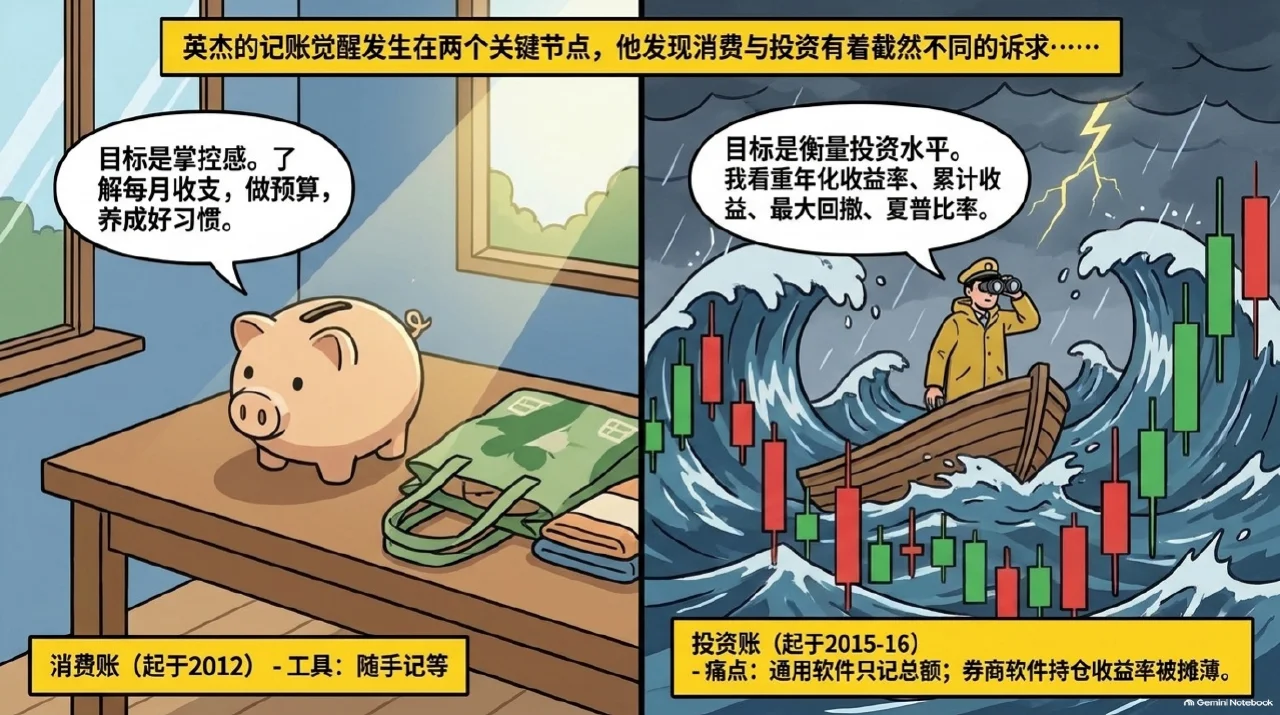 英杰的记账觉醒发生在两个关键节点，他发现消费与投资有着截然不同的诉求······
目标是掌控感。了
解每月收支，做预算，
养成好习惯。
目标是衡量投资水平。
我看重年化收益率、累计收
益、最大回撤、夏普比率。
消费账（起于2012） - 工具：随手记等
投资账（起于2015-16）
- 痛点：通用软件只记总额；券商软件持仓收益率被摊薄。
Gemini Notebook